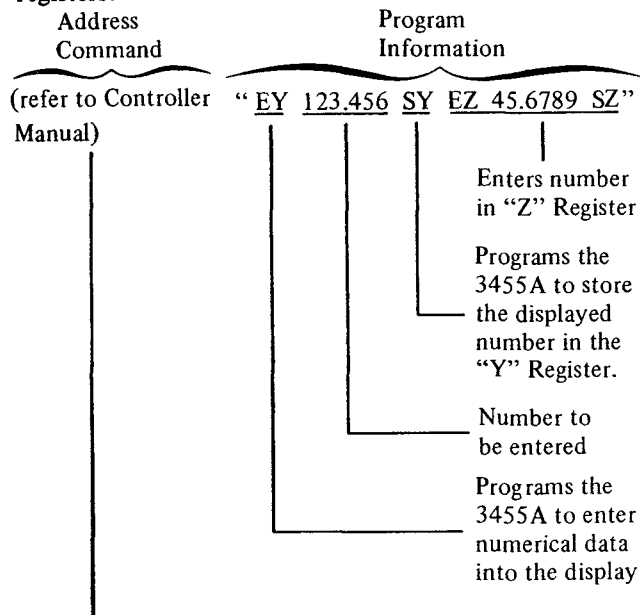 Address
Command
Program
Information
(refer to Controller
Manual)
“ EY 123.456 SY EZ 45.6789 SZ”
Enters number
in “Z” Register
Programs the
3455A to store
the displayed
number in the
“Y” Register.
Number to
be entered
Programs the
3455A to enter
numerical data
into the display